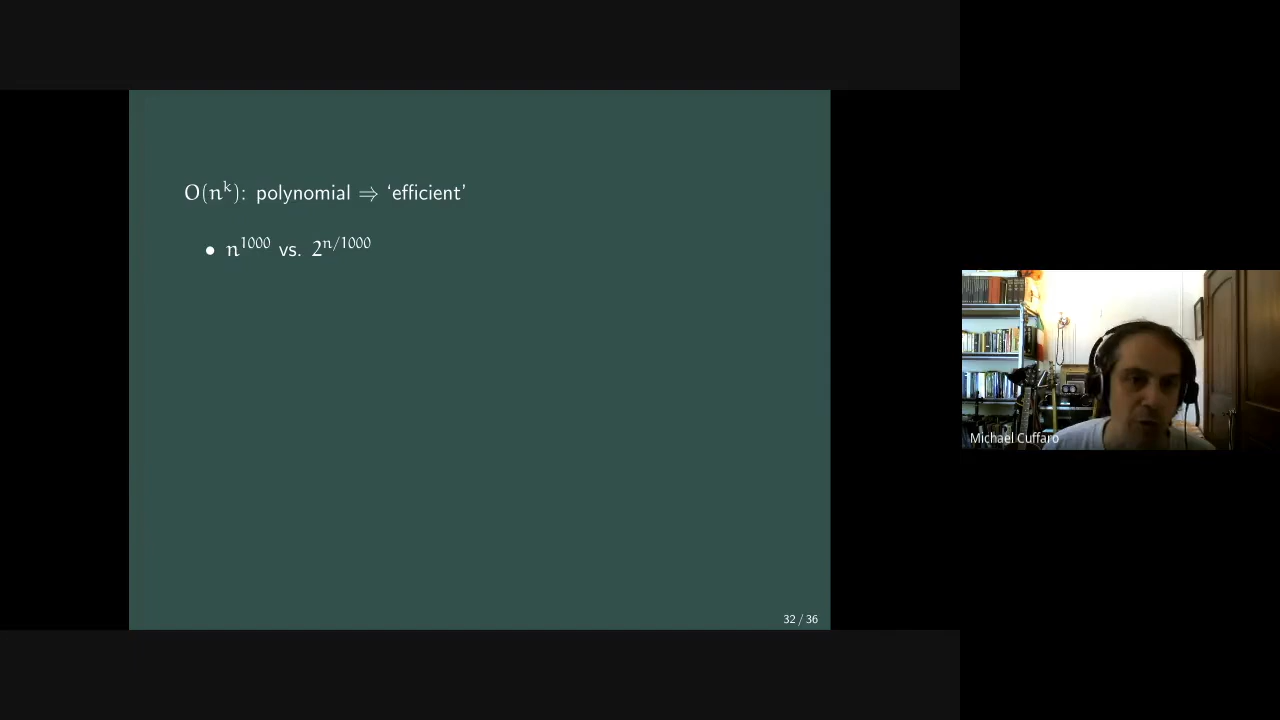 O(n^k): polynomial ⇒ ‘efficient’
• n^1000 vs. 2^n/1000
32 / 36
Michael Cuffaro